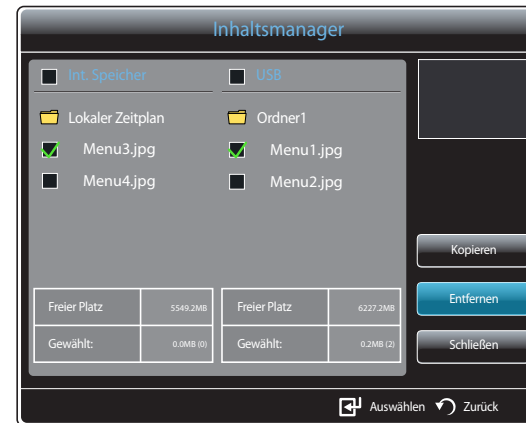 Inhaltsmanager
Int. Speicher
USB
Lokaler Zeitplan
Ordner1
Menu3.jpg
Menu1.jpg
Menu4.jpg
Menu2.jpg
Kopieren
Entfernen
Schließen
Freier Platz 5549.2MB
Freier Platz 6227.2MB
Gewählt: 0.0MB (0)
Gewählt: 0.2MB (2)
Auswählen Zurück